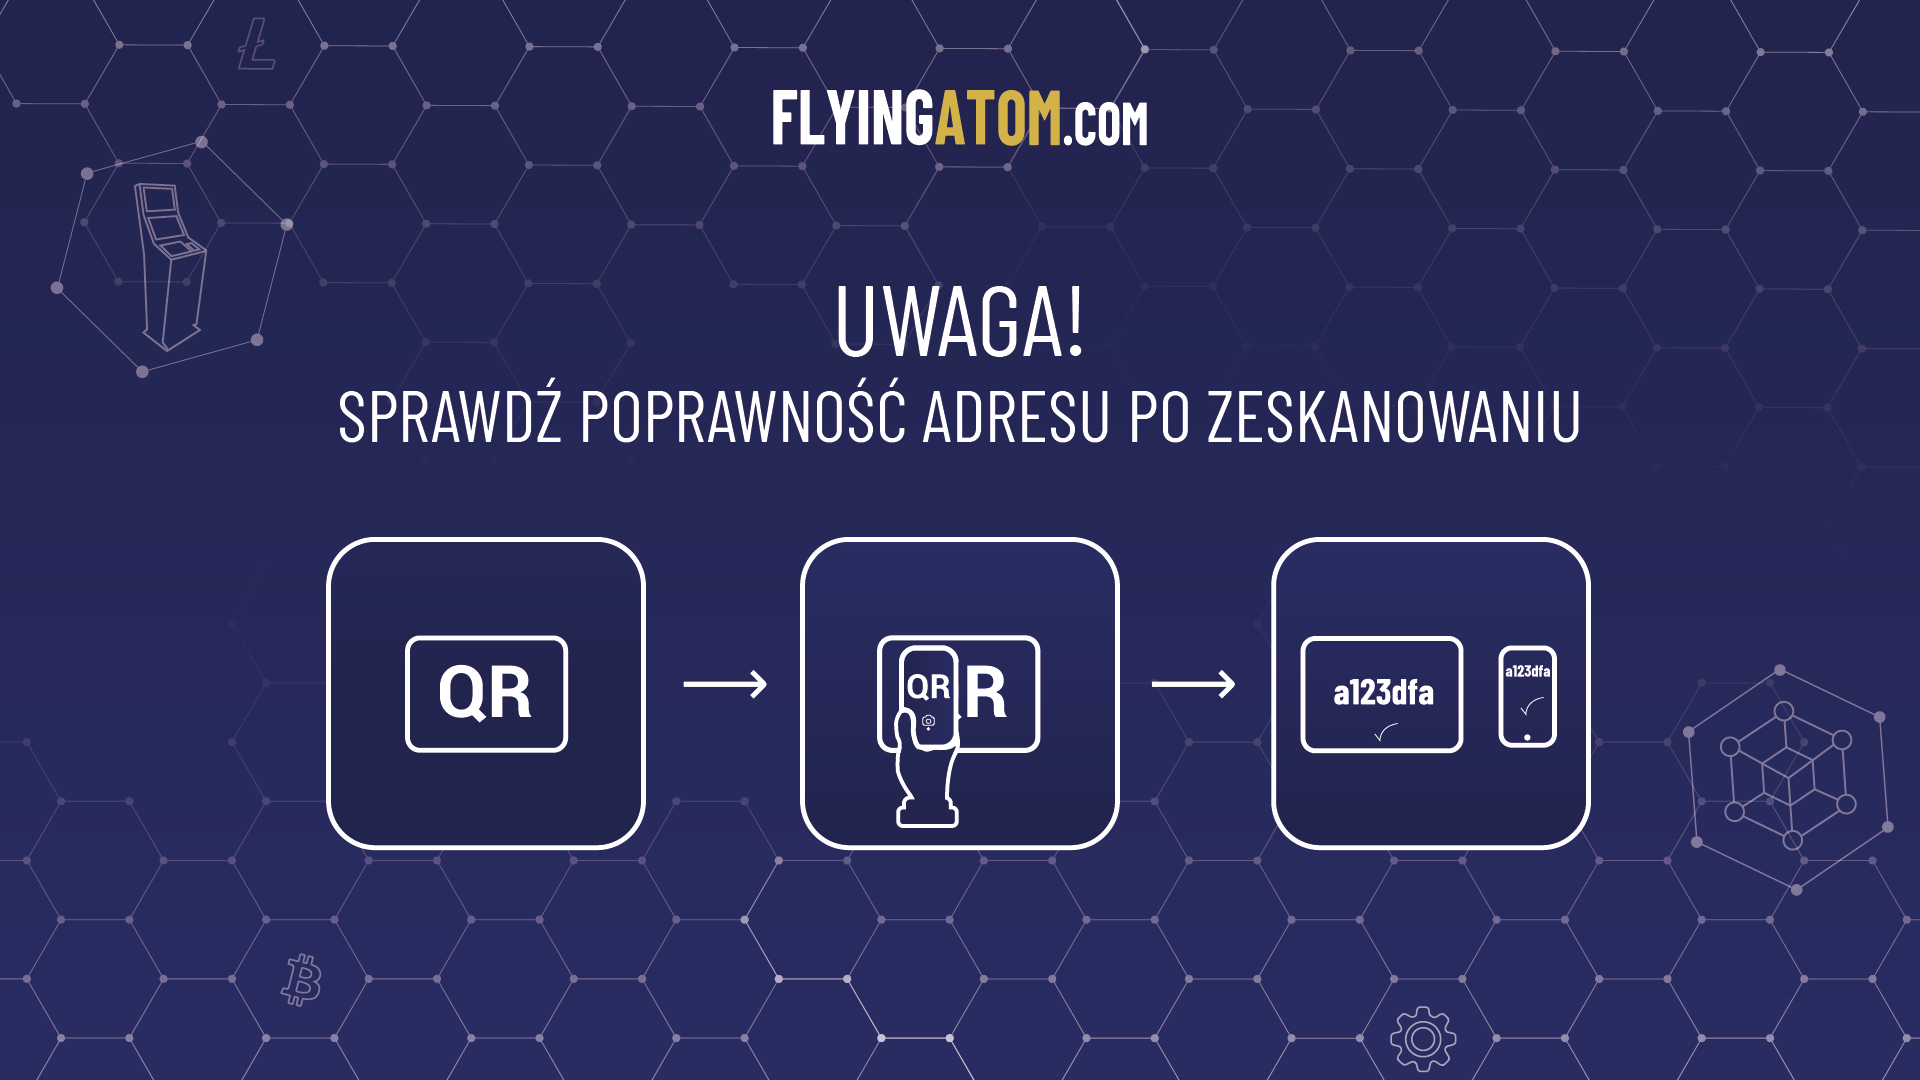 FLYINGATOM.COM
UWAGA!
SPRAWDŹ POPRAWNOŚĆ ADRESU PO ZESKANOWANIU
QR
QR
R
a123dfa
a123dfa